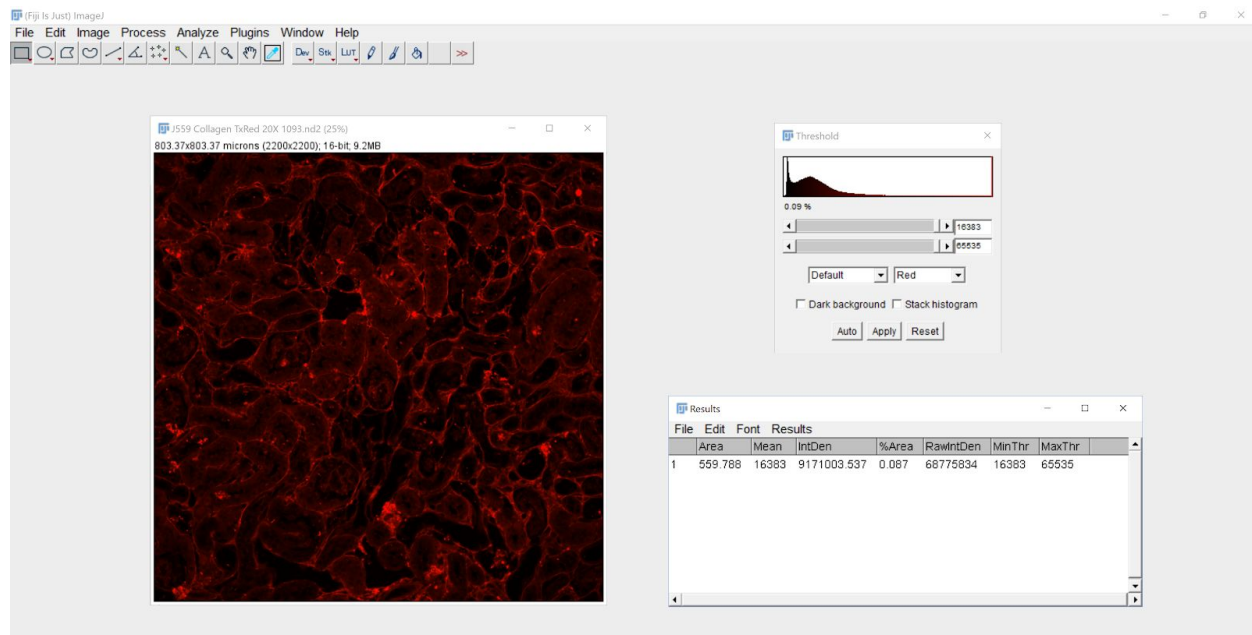 (Fiji Is Just) ImageJ
File Edit Image Process Analyze Plugins Window Help
Dev Stk LUT >>
J559 Collagen TxRed 20X 1093.nd2 (25%)
803.37x803.37 microns (2200x2200); 16-bit; 9.2MB
Threshold
0.09 %
16383
65535
Default Red
Dark background Stack histogram
Auto Apply Reset
Results
File Edit Font Results
Area Mean IntDen %Area RawIntDen MinThr MaxThr
1 559.788 16383 9171003.537 0.087 68775834 16383 65535